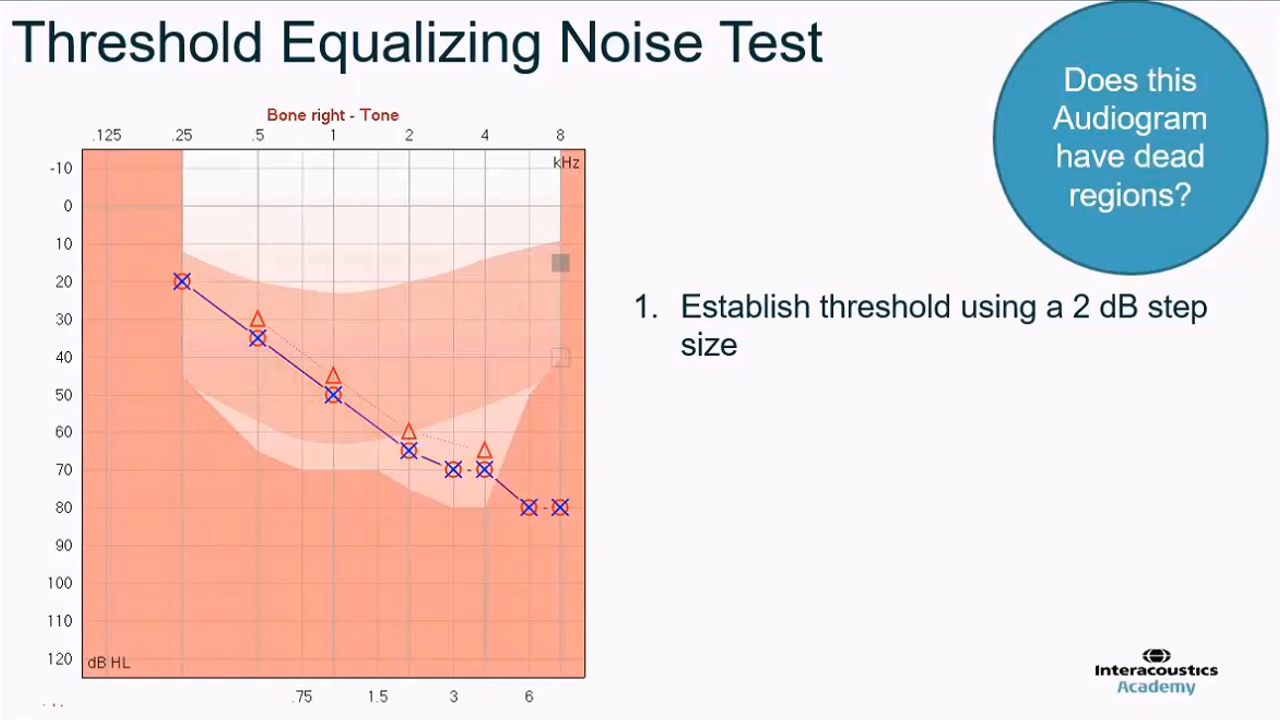 Threshold Equalizing Noise Test
Does this
Audiogram
have dead
regions?
Bone right - Tone
.125 .25 .5 1 2 4 8
kHz
-10
0
10
20
30
40
50
60
70
80
90
100
110
120
dB HL
.75 1.5 3 6
1. Establish threshold using a 2 dB step
size
Interacoustics
Academy